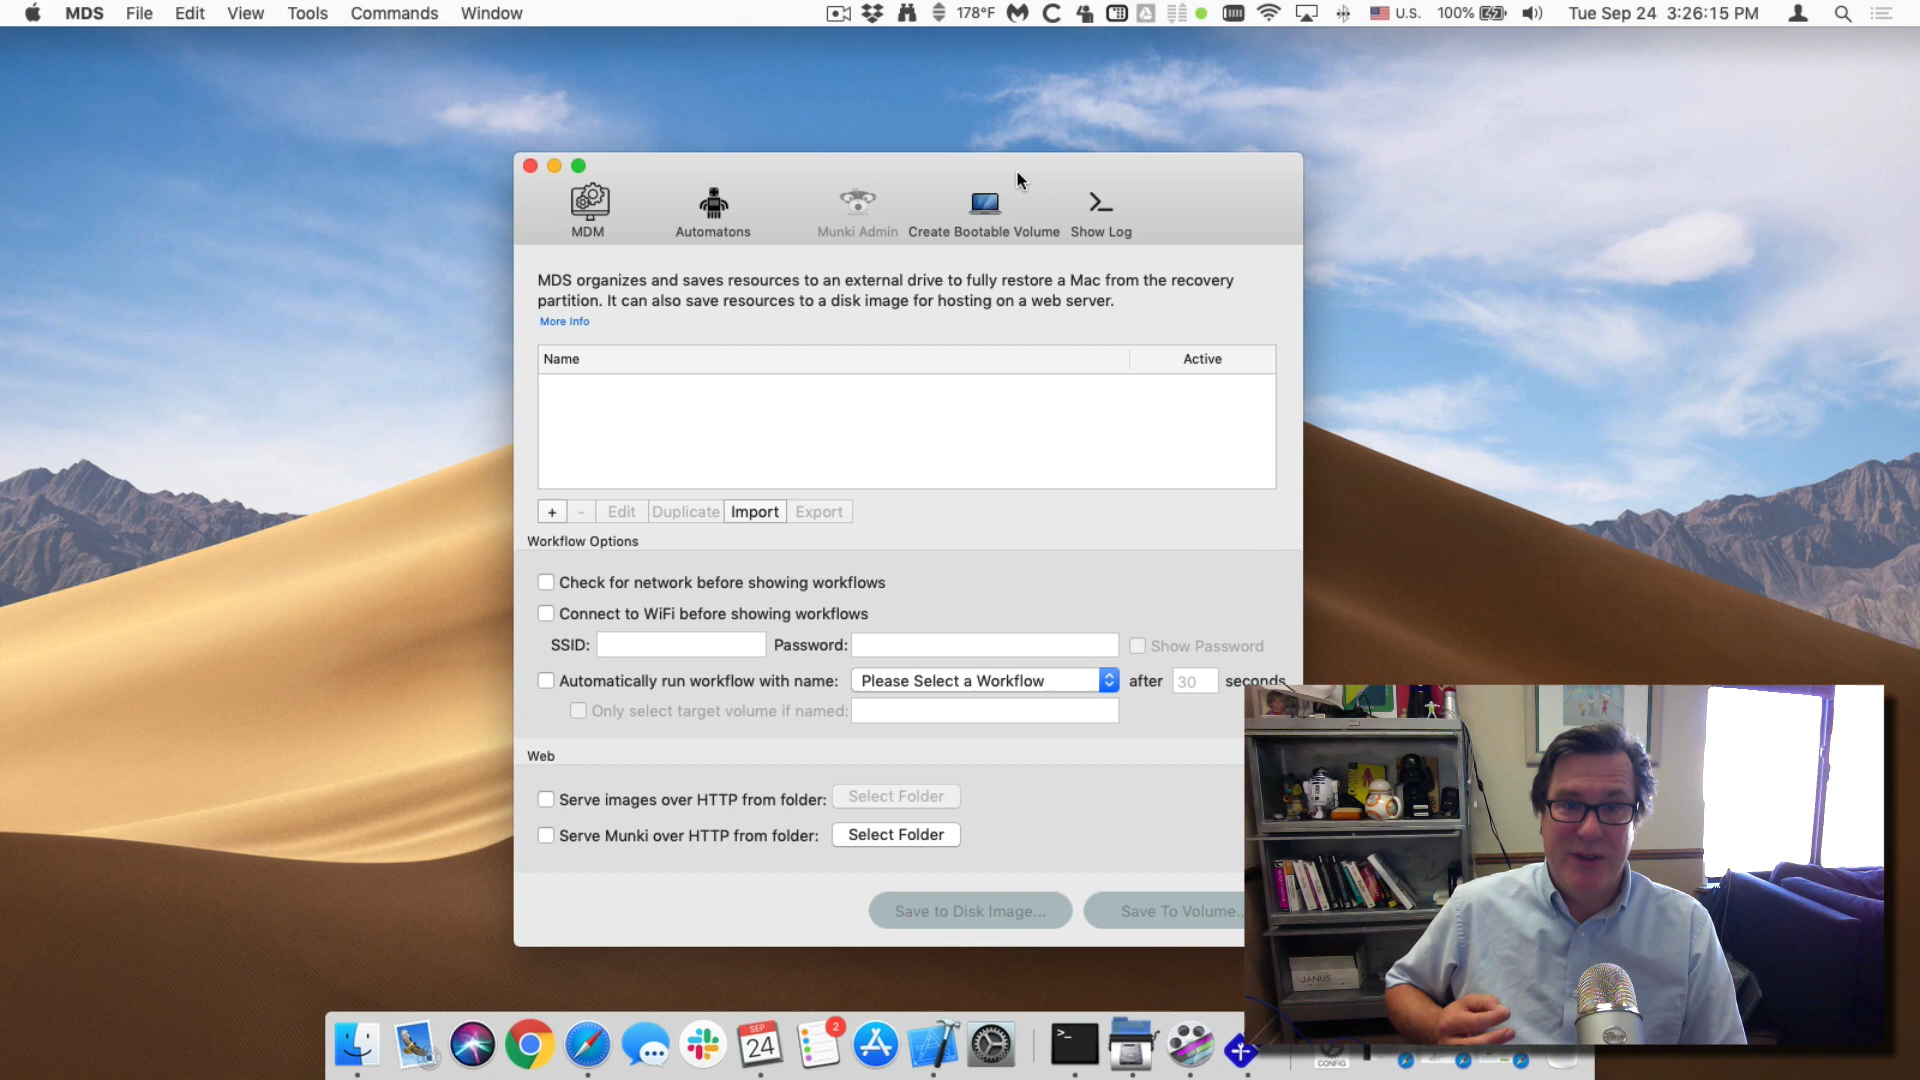 MDS File Edit View Tools Commands Window 178°F U.S. 100% Tue Sep 24 3:26:15 PM
MDM Automatons Munki Admin Create Bootable Volume Show Log
MDS organizes and saves resources to an external drive to fully restore a Mac from the recovery
partition. It can also save resources to a disk image for hosting on a web server.
More Info
Name Active
+ - Edit Duplicate Import Export
Workflow Options
Check for network before showing workflows
Connect to WiFi before showing workflows
SSID: Password: Show Password
Automatically run workflow with name: Please Select a Workflow after 30 seconds
Only select target volume if named:
Web
Serve images over HTTP from folder: Select Folder
Serve Munki over HTTP from folder: Select Folder
Save to Disk Image... Save To Volume...
JANUS
SEP
24
2
CONFIG